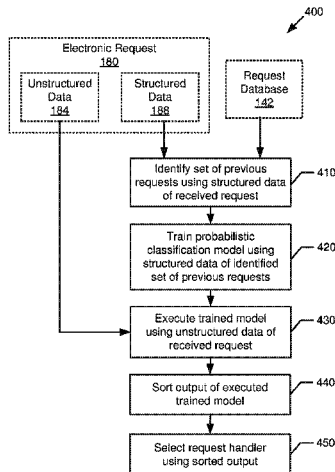 400
Electronic Request
180
Unstructured
Data
184
Structured
Data
188
Request
Database
142
Identify set of previous
requests using structured data
of received request
410
Train probabilistic
classification model using
structured data of identified
set of previous requests
420
Execute trained model
using unstructured data of
received request
430
Sort output of executed
trained model
440
Select request handler
using sorted output
450